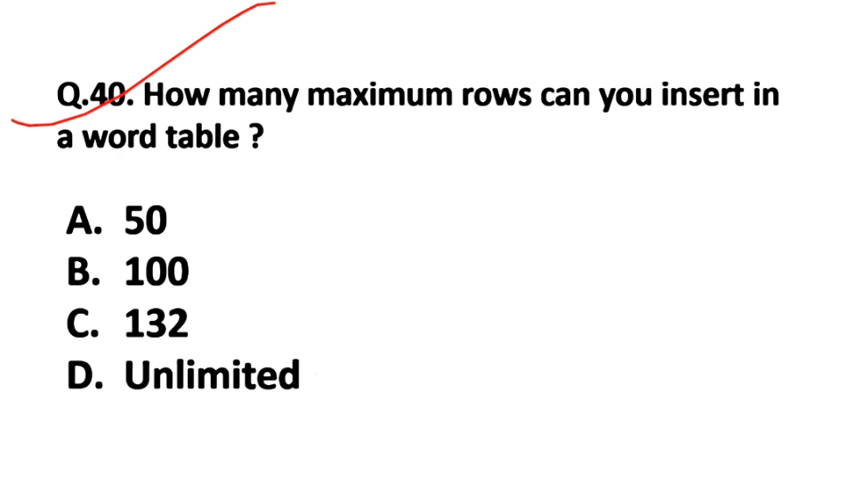 Q.40. How many maximum rows can you insert in
a word table ?
A. 50
B. 100
C. 132
D. Unlimited